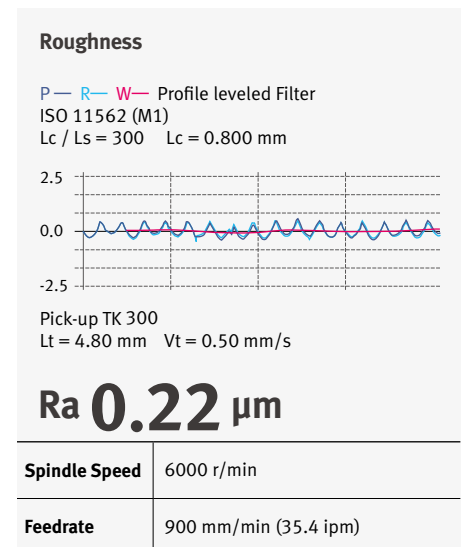 Roughness
P — R— W— Profile leveled Filter
ISO 11562 (M1)
Lc / Ls = 300 Lc = 0.800 mm
2.5
0.0
-2.5
Pick-up TK 300
Lt = 4.80 mm Vt = 0.50 mm/s
Ra 0.22 μm
Spindle Speed 6000 r/min
Feedrate 900 mm/min (35.4 ipm)